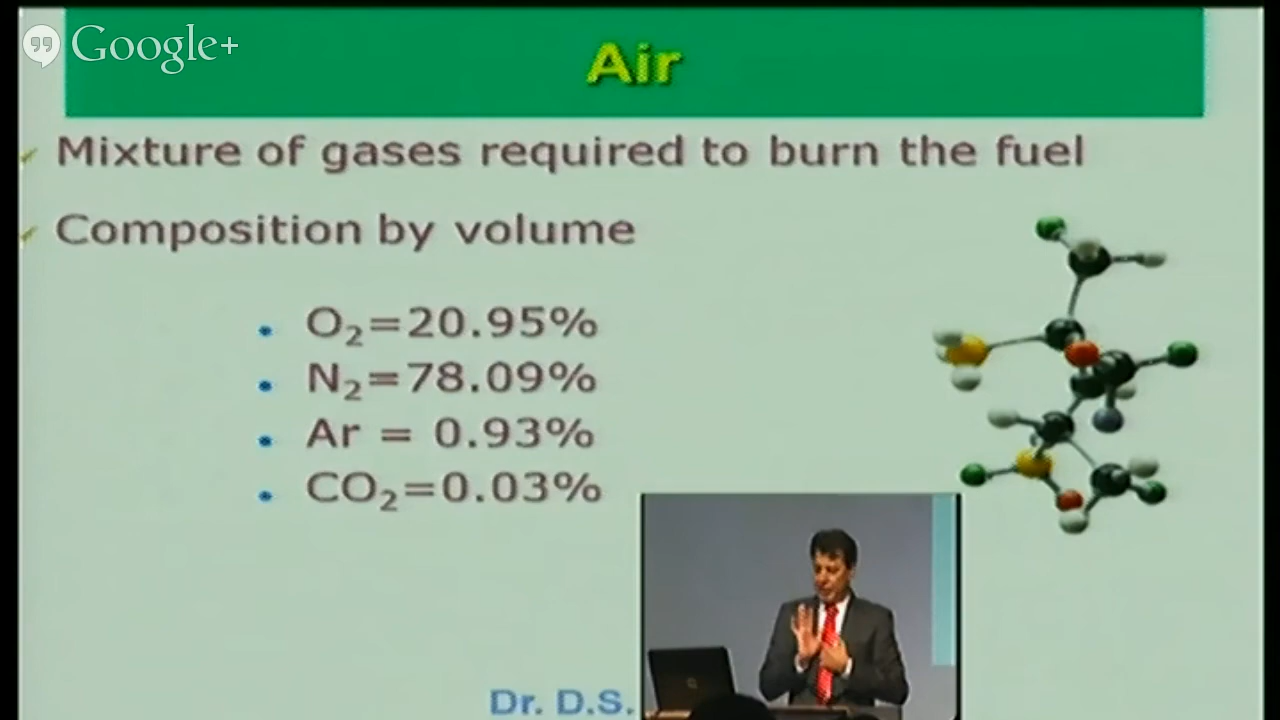 Google+
Air
Mixture of gases required to burn the fuel
Composition by volume
O₂=20.95%
N₂=78.09%
Ar = 0.93%
CO₂=0.03%
Dr. D.S.